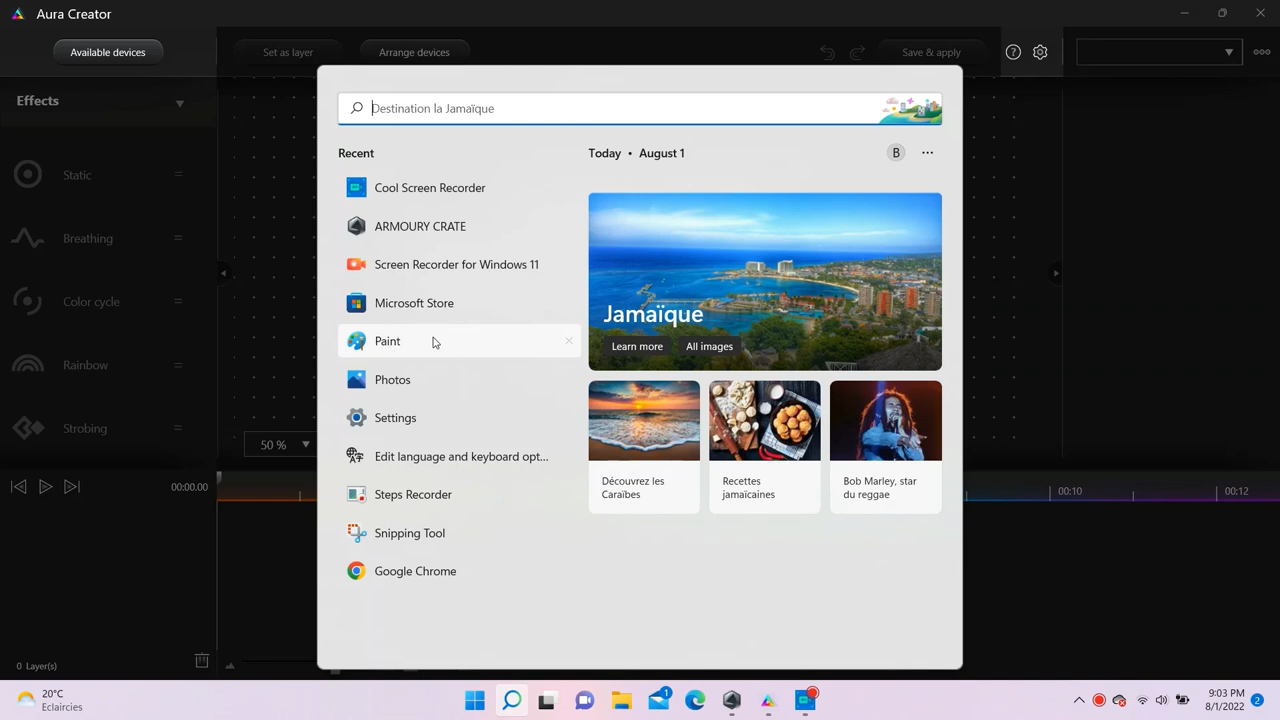 Aura Creator
Available devices
Set as layer
Arrange devices
Save & apply
Effects
Static
Breathing
Color cycle
Rainbow
Strobing
50 %
00:00.00
00:10
00:12
0 Layer(s)
Destination la Jamaïque
Recent
Cool Screen Recorder
ARMOURY CRATE
Screen Recorder for Windows 11
Microsoft Store
Paint
Photos
Settings
Edit language and keyboard opt...
Steps Recorder
Snipping Tool
Google Chrome
Today • August 1
B
Jamaïque
Learn more
All images
Découvrez les
Caraïbes
Recettes
jamaïcaines
Bob Marley, star
du reggae
20°C
Eclaircies
1
9:03 PM
8/1/2022
2